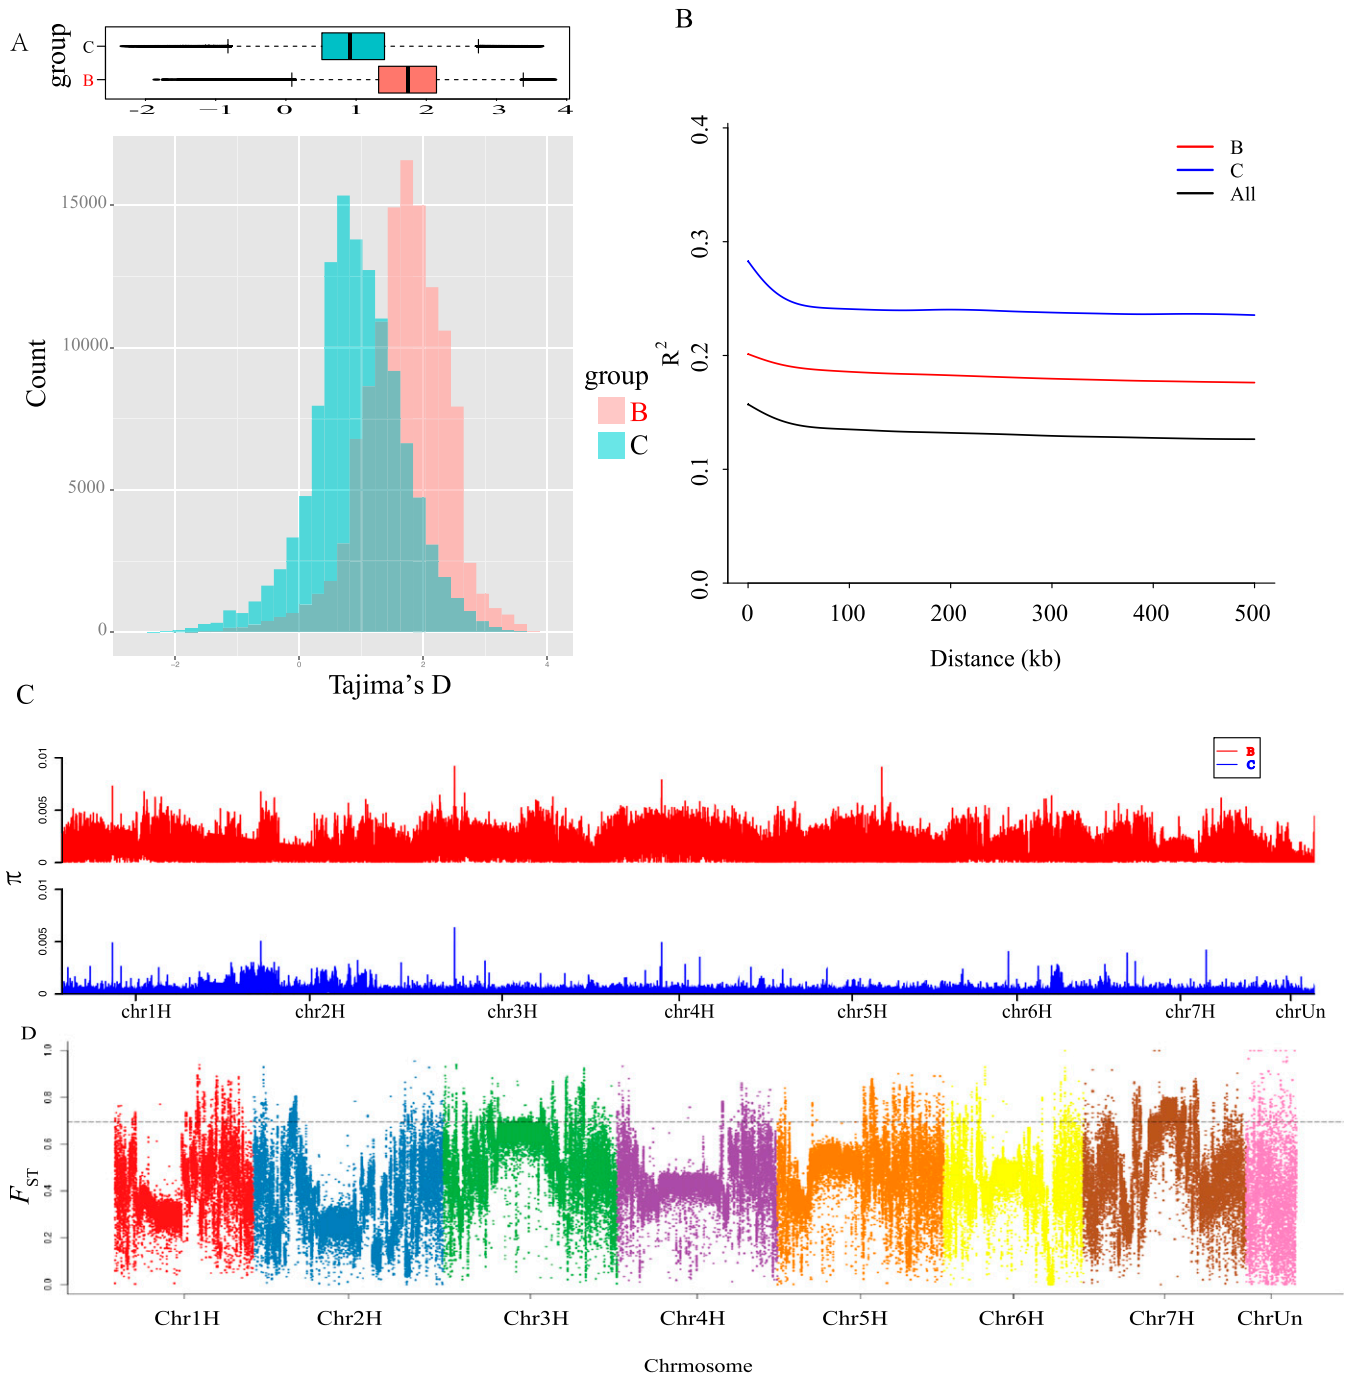 A
group
C
B
-2 -1 0 1 2 3 4
Count
15000
10000
5000
0
-2 0 2 4
Tajima's D
group
B
C
B
R2
0.4
0.3
0.2
0.1
0.0
B
C
All
0 100 200 300 400 500
Distance (kb)
C
π
0.01
0.005
0
B
C
0.01
0.005
0
chr1H chr2H chr3H chr4H chr5H chr6H chr7H chrUn
D
FST
1.0
0.8
0.6
0.4
0.2
0.0
Chr1H Chr2H Chr3H Chr4H Chr5H Chr6H Chr7H ChrUn
Chrmosome